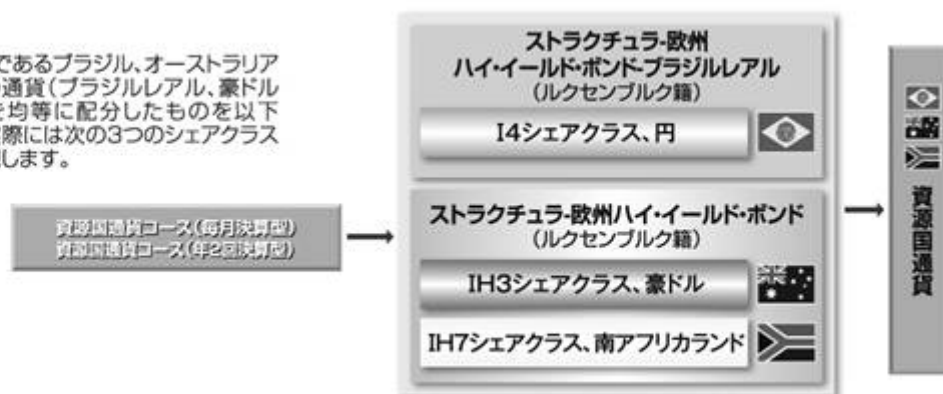 であるブラジル、オーストラリア
通貨(ブラジルレアル、豪ドル
を均等に配分したものを以下
際には次の3つのシェアクラス
します。
資源国通貨コース(毎月決算型)
資源国通貨コース(年2回決算型)
ストラクチュラ-欧州
ハイ・イールド・ボンド-ブラジルレアル
(ルクセンブルク籍)
I4シェアクラス、円
ストラクチュラ-欧州ハイ・イールド・ボンド
(ルクセンブルク籍)
IH3シェアクラス、豪ドル
IH7シェアクラス、南アフリカランド
資源国通貨